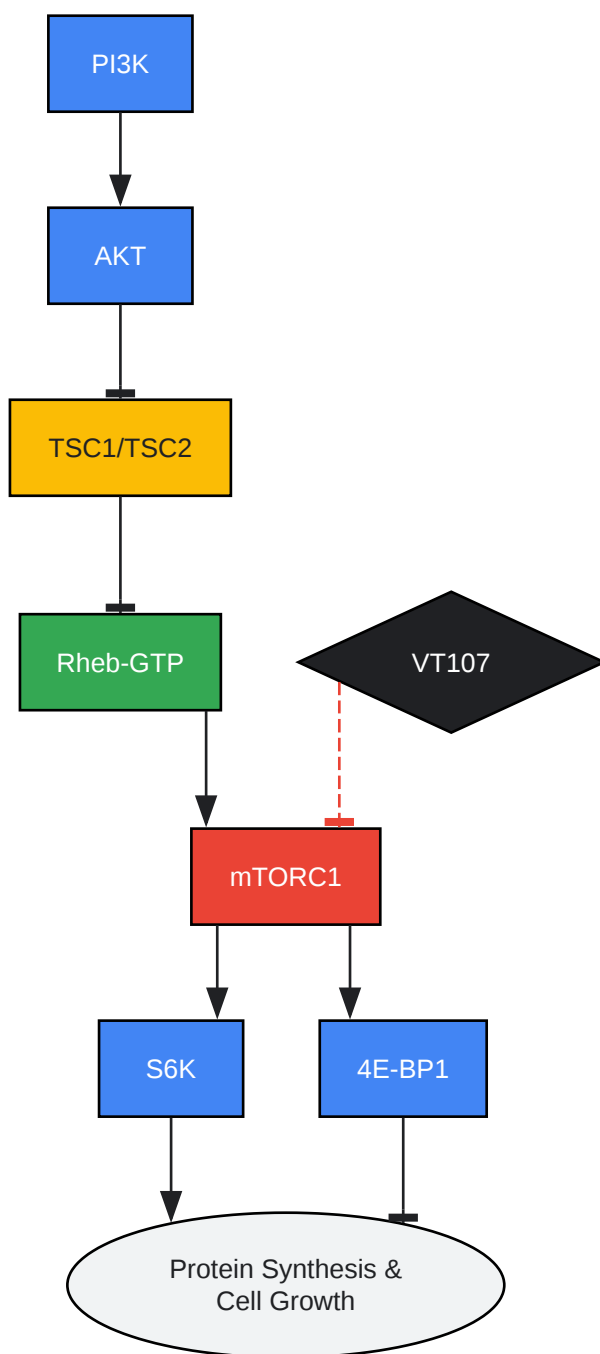 PI3K
AKT
TSC1/TSC2
Rheb-GTP
VT107
mTORC1
S6K
4E-BP1
Protein Synthesis &
Cell Growth